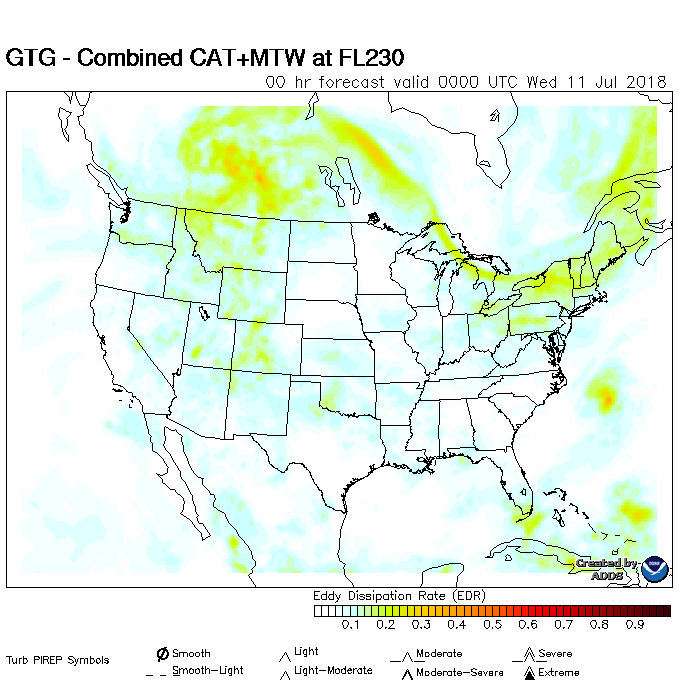 GTG - Combined CAT+MTW at FL230
00 hr forecast valid 0000 UTC Wed 11 Jul 2018
Created by
ADDS
Eddy Dissipation Rate (EDR)
0.1 0.2 0.3 0.4 0.5 0.6 0.7 0.8 0.9
Turb PIREP Symbols
Smooth Light Moderate Severe
Smooth-Light Light-Moderate Moderate-Severe Extreme